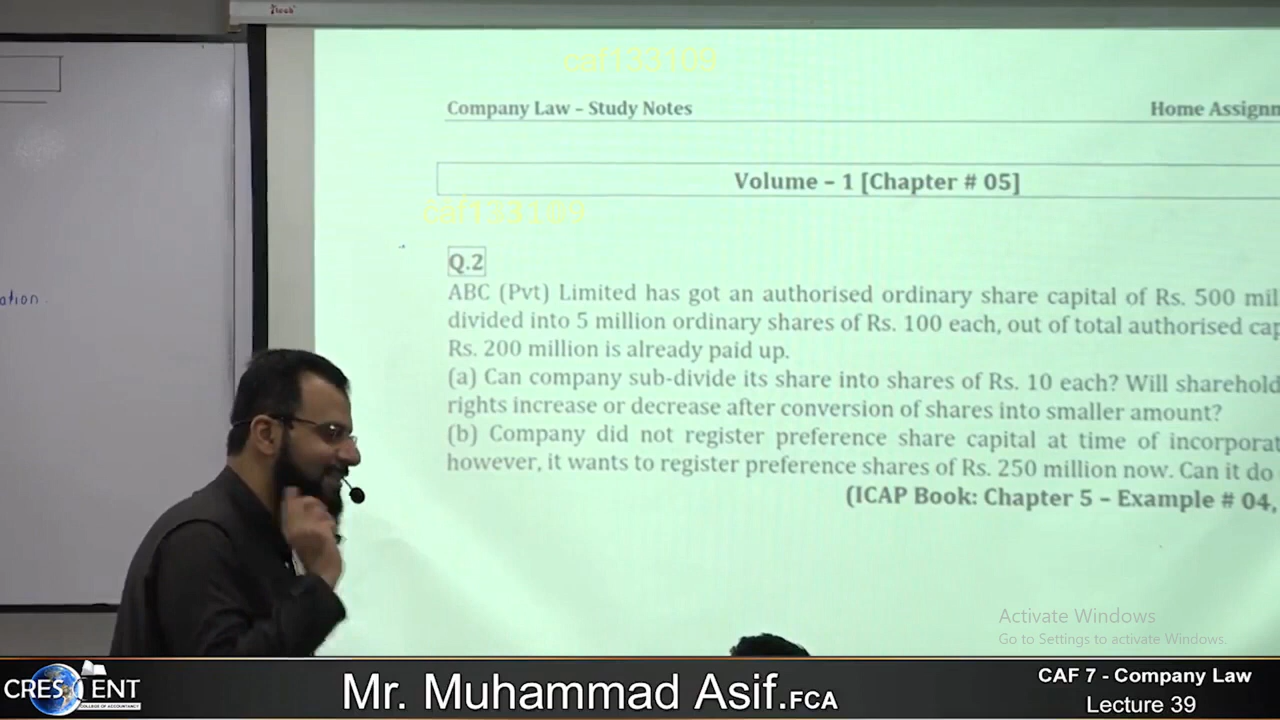 caf133109
Company Law – Study Notes
Home Assignm
Volume – 1 [Chapter # 05]
caf133109
Q.2
ABC (Pvt) Limited has got an authorised ordinary share capital of Rs. 500 mil
divided into 5 million ordinary shares of Rs. 100 each, out of total authorised cap
Rs. 200 million is already paid up.
(a) Can company sub-divide its share into shares of Rs. 10 each? Will sharehold
rights increase or decrease after conversion of shares into smaller amount?
(b) Company did not register preference share capital at time of incorporat
however, it wants to register preference shares of Rs. 250 million now. Can it do
(ICAP Book: Chapter 5 – Example # 04,
ation
Activate Windows
Go to Settings to activate Windows.
CRESCENT
COLLEGE OF ACCOUNTANCY
Mr. Muhammad Asif.FCA
CAF 7 - Company Law
Lecture 39